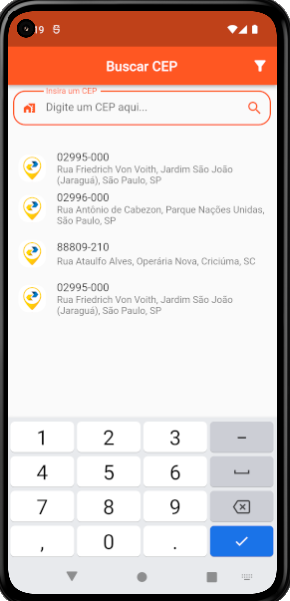 19
Buscar CEP
Insira um CEP
Digite um CEP aqui...
02995-000
Rua Friedrich Von Voith, Jardim São João
(Jaraguá), São Paulo, SP
02996-000
Rua Antônio de Cabezon, Parque Nações Unidas,
São Paulo, SP
88809-210
Rua Ataulfo Alves, Operária Nova, Criciúma, SC
02995-000
Rua Friedrich Von Voith, Jardim São João
(Jaraguá), São Paulo, SP
1 2 3 –
4 5 6
7 8 9
, 0 .